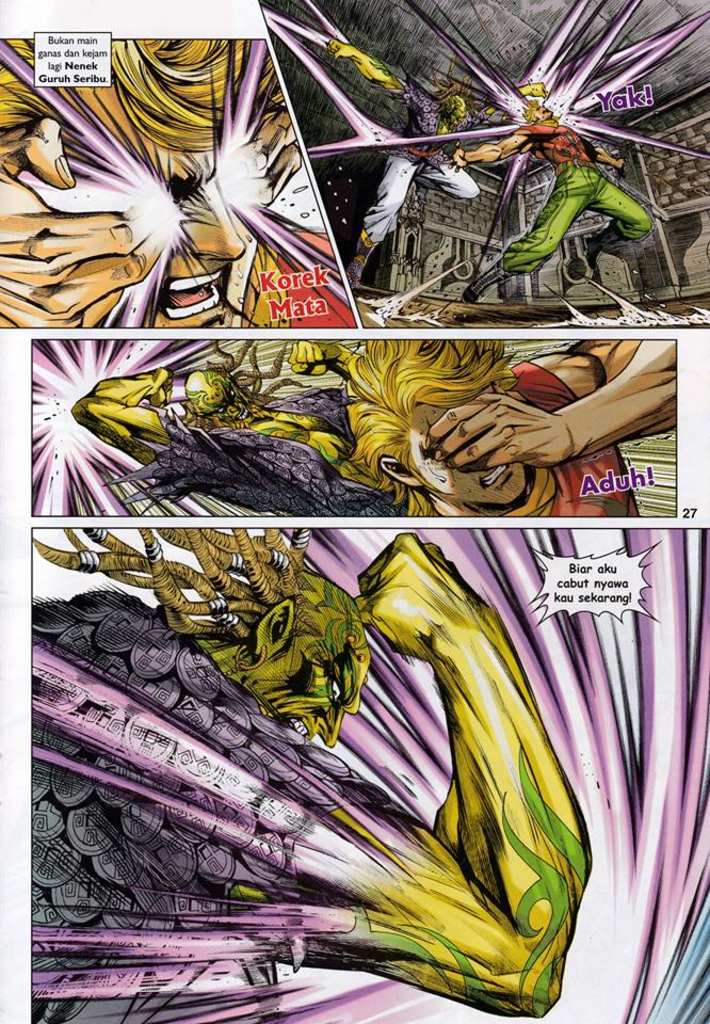 Bukan main
ganas dan kejam
lagi Nenek
Guruh Seribu.
Korek
Mata
Yak!
Aduh!
27
Biar aku
cabut nyawa
kau sekarang!